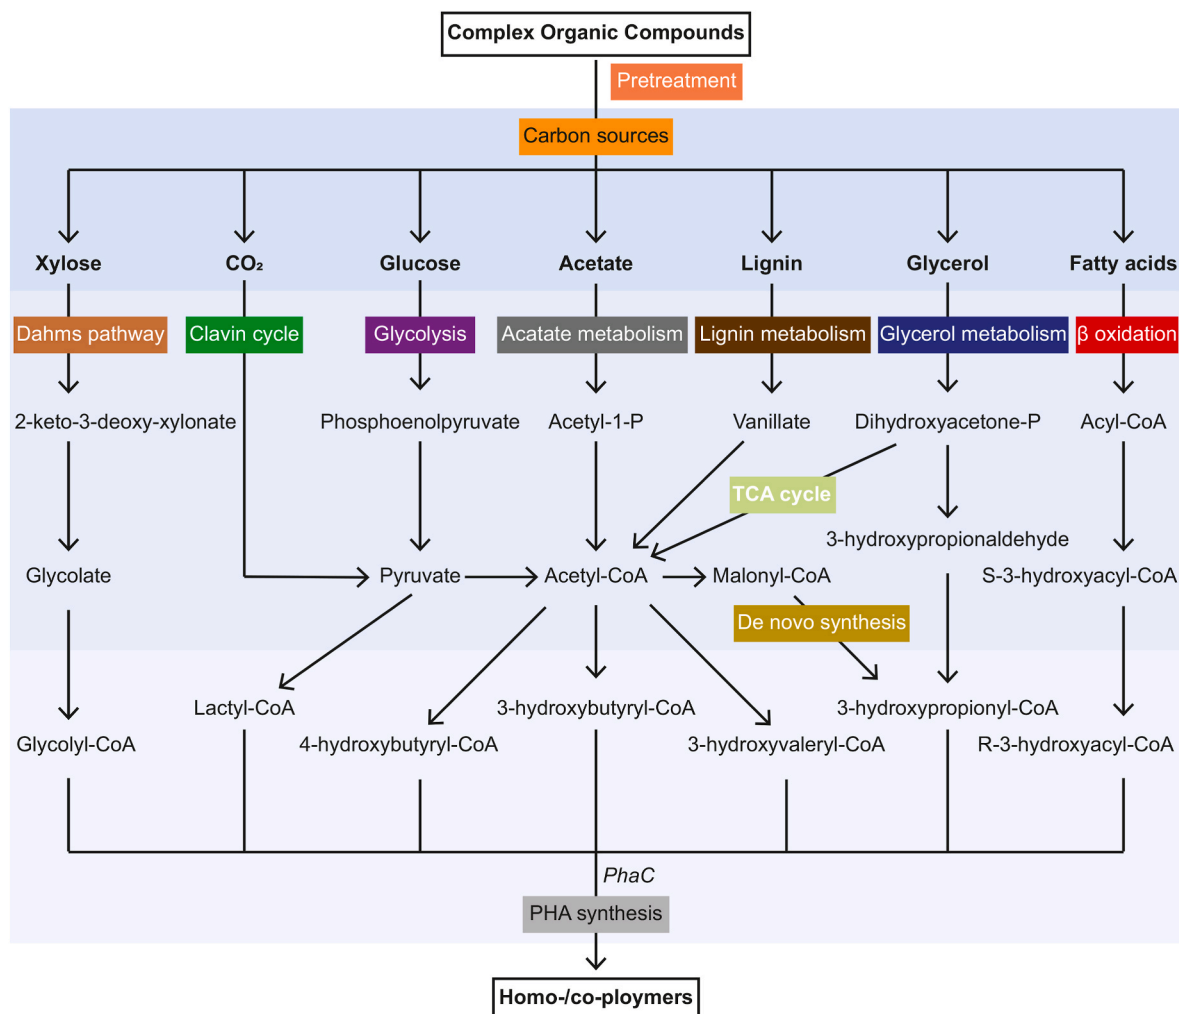 Complex Organic Compounds
Pretreatment
Carbon sources
Xylose
CO₂
Glucose
Acetate
Lignin
Glycerol
Fatty acids
Dahms pathway
Clavin cycle
Glycolysis
Acatate metabolism
Lignin metabolism
Glycerol metabolism
β oxidation
2-keto-3-deoxy-xylonate
Phosphoenolpyruvate
Acetyl-1-P
Vanillate
Dihydroxyacetone-P
Acyl-CoA
TCA cycle
3-hydroxypropionaldehyde
Glycolate
Pyruvate
Acetyl-CoA
Malonyl-CoA
S-3-hydroxyacyl-CoA
De novo synthesis
Lactyl-CoA
3-hydroxybutyryl-CoA
3-hydroxypropionyl-CoA
Glycolyl-CoA
4-hydroxybutyryl-CoA
3-hydroxyvaleryl-CoA
R-3-hydroxyacyl-CoA
PhaC
PHA synthesis
Homo-/co-ploymers